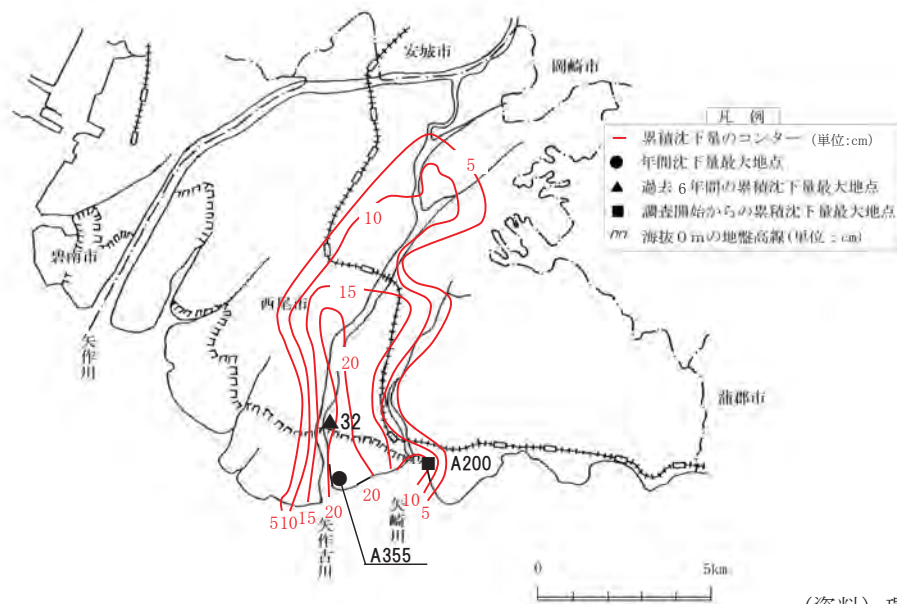 安城市
岡崎市
凡 例
累積沈下量のコンター (単位:cm)
年間沈下量最大地点
過去6年間の累積沈下量最大地点
調査開始からの累積沈下量最大地点
海抜0mの地盤高線(単位:cm)
5
10
碧南市
西尾市
15
矢作川
20
蒲郡市
32
A200
20
10
5
5
10
15
20
矢作古川
矢崎川
A355
0
5km
(資料)